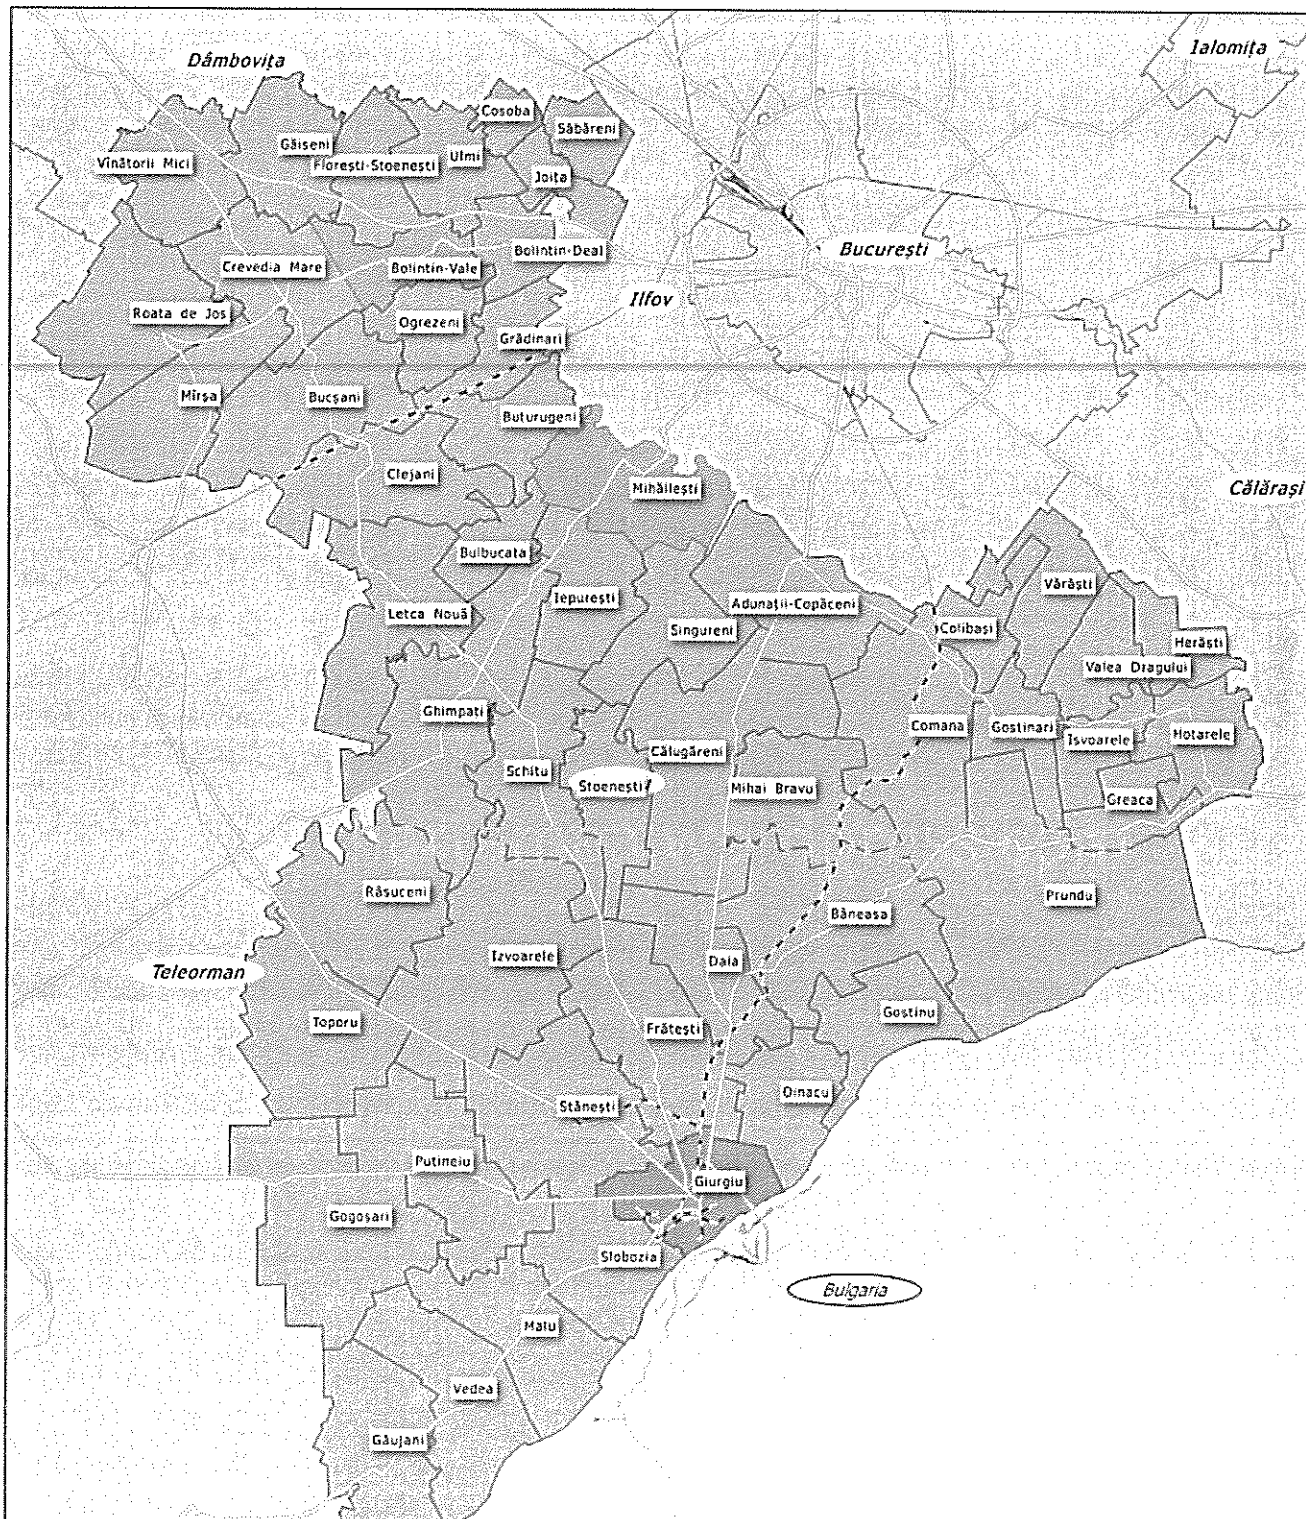 Dâmbovița
Ialomița
Cosoba
Săbăreni
Găiseni
Ulmi
Vînătorii Mici
Florești-Stoenești
Joița
Bolintin-Deal
București
Crevedia Mare
Bolintin-Vale
Ilfov
Roata de Jos
Ogrezeni
Grădinari
Mîrșa
Bucșani
Buturugeni
Clejani
Mihăilești
Călărași
Bulbucata
Vărăști
Iepurești
Adunații-Copăceni
Letca Nouă
Singureni
Colibași
Herăști
Valea Dragului
Ghimpați
Comana
Gostinari
Isvoarele
Hotarele
Călugăreni
Schitu
Stoenești
Mihai Bravu
Greaca
Răsuceni
Prundu
Băneasa
Izvoarele
Daia
Teleorman
Gostinu
Toporu
Frătești
Oinacu
Stănești
Putineiu
Giurgiu
Gogoșari
Slobozia
Bulgaria
Malu
Vedea
Găujani